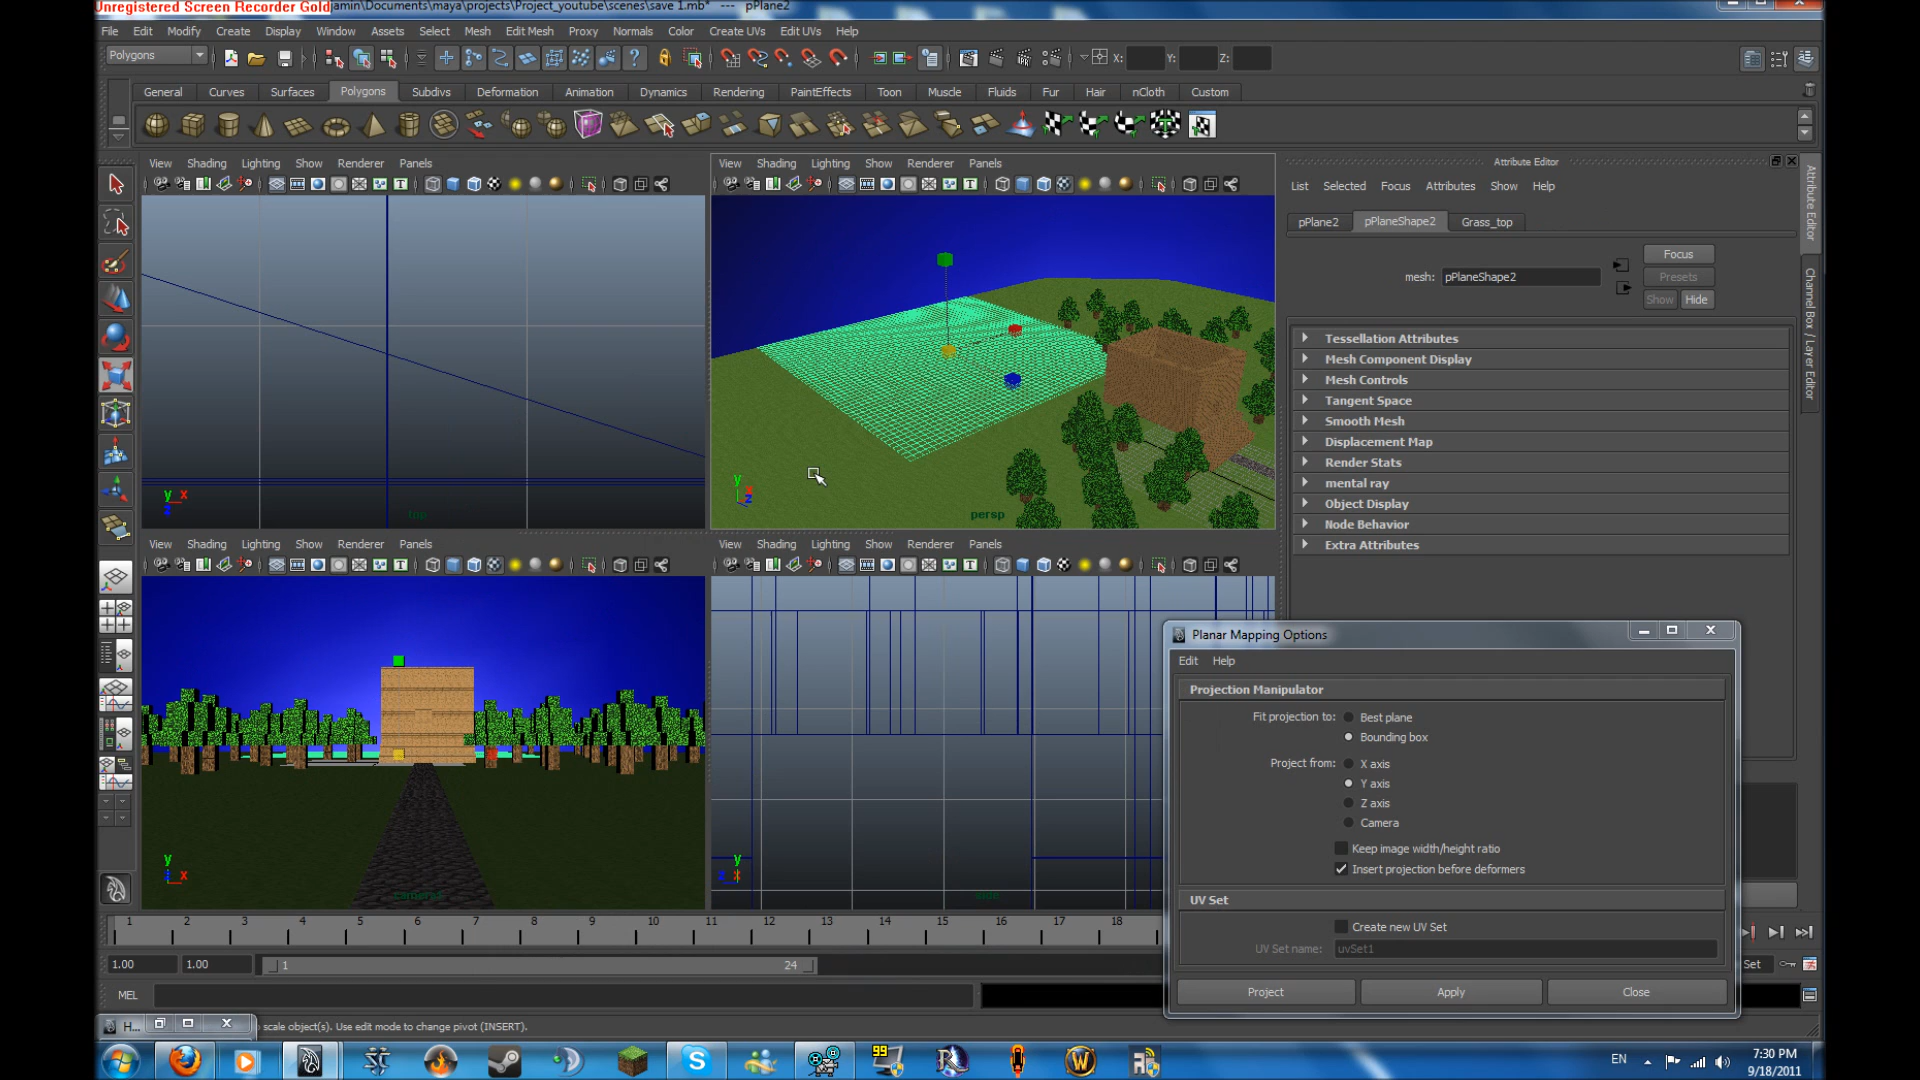 Unregistered Screen Recorder Gold
amin\Documents\maya\projects\Project_youtube\scenes\save 1.mb* --- pPlane2
File Edit Modify Create Display Window Assets Select Mesh Edit Mesh Proxy Normals Color Create UVs Edit UVs Help
Polygons
X: Y: Z:
General Curves Surfaces Polygons Subdivs Deformation Animation Dynamics Rendering PaintEffects Toon Muscle Fluids Fur Hair nCloth Custom
View Shading Lighting Show Renderer Panels
View Shading Lighting Show Renderer Panels
Attribute Editor
List Selected Focus Attributes Show Help
pPlane2 pPlaneShape2 Grass_top
Attribute Editor
Channel Box / Layer Editor
mesh: pPlaneShape2
Focus
Presets
Show Hide
Tessellation Attributes
Mesh Component Display
Mesh Controls
Tangent Space
Smooth Mesh
Displacement Map
Render Stats
mental ray
Object Display
Node Behavior
Extra Attributes
y x z
top
y x z
persp
View Shading Lighting Show Renderer Panels
View Shading Lighting Show Renderer Panels
y z x
y z x
side
Planar Mapping Options
Edit Help
Projection Manipulator
Fit projection to: Best plane
Bounding box
Project from: X axis
Y axis
Z axis
Camera
Keep image width/height ratio
Insert projection before deformers
UV Set
Create new UV Set
UV Set name: uvSet1
Project Apply Close
1 2 3 4 5 6 7 8 9 10 11 12 13 14 15 16 17 18
1.00 1.00 1 24
Set
MEL
H...
scale object(s). Use edit mode to change pivot (INSERT).
99
EN
7:30 PM
9/18/2011